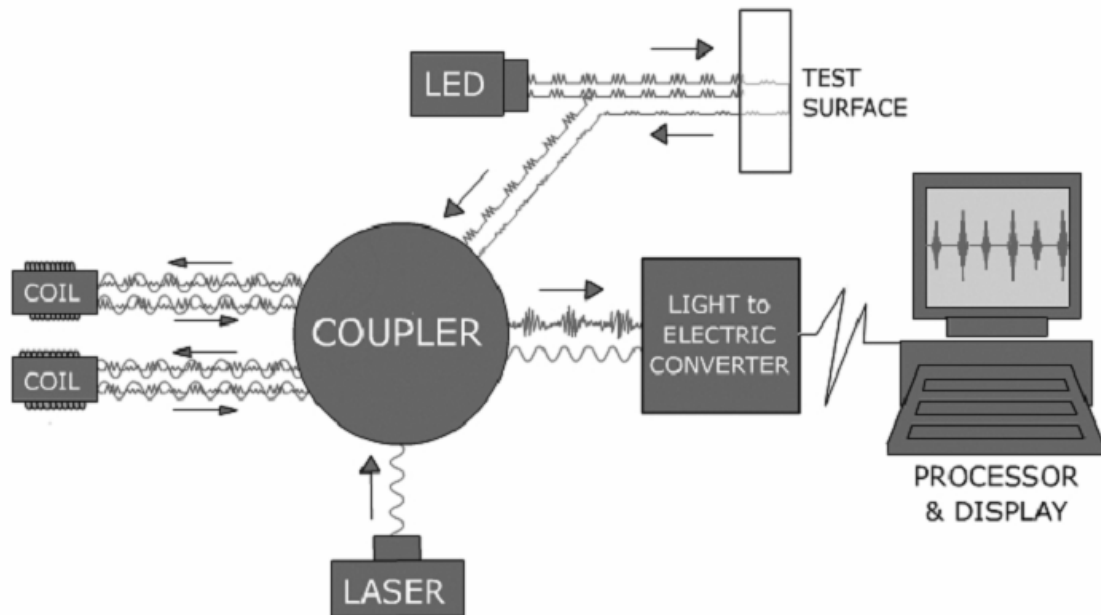 LED
TEST
SURFACE
COIL
COIL
COUPLER
LIGHT to
ELECTRIC
CONVERTER
PROCESSOR
& DISPLAY
LASER